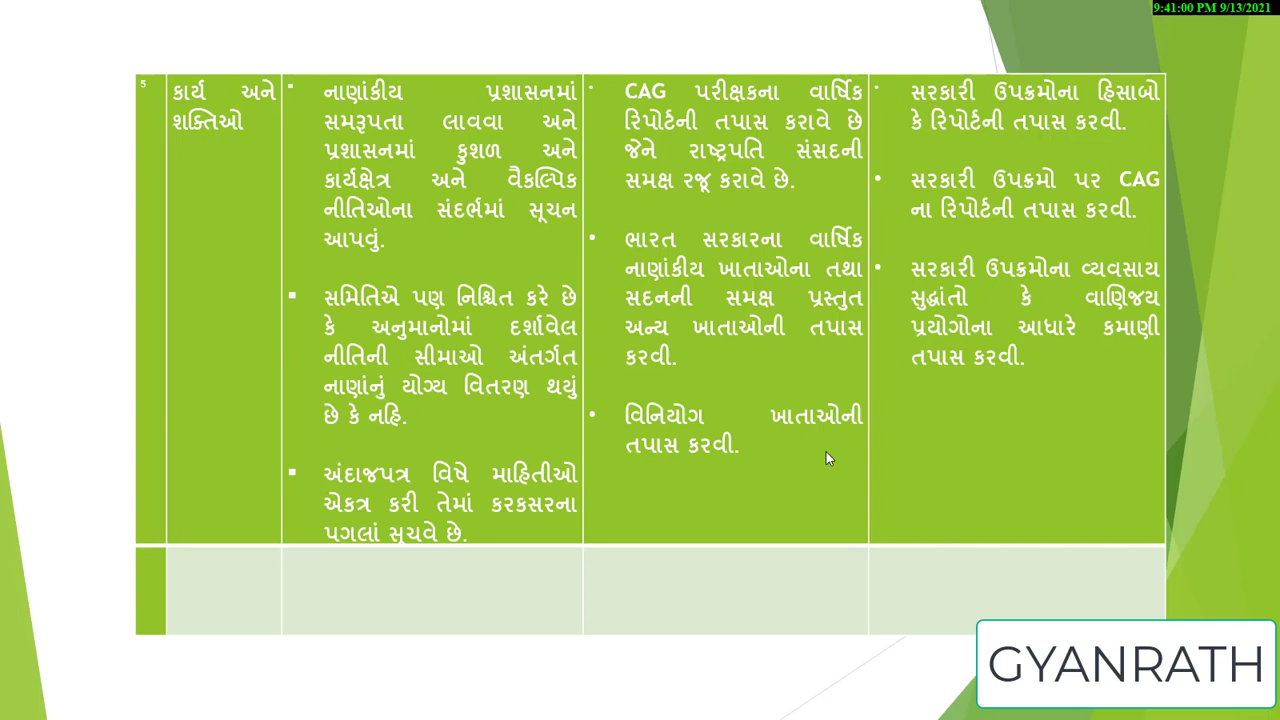 9:41:00 PM 9/13/2021
5
કાર્ય અને
શક્તિઓ
▪ નાણાંકીય પ્રશાસનમાં
સમરૂપતા લાવવા અને
પ્રશાસનમાં કુશળ અને
કાર્યક્ષેત્ર અને વૈકલ્પિક
નીતિઓના સંદર્ભમાં સૂચન
આપવું.
▪ સમિતિએ પણ નિશ્ચિત કરે છે
કે અનુમાનોમાં દર્શાવેલ
નીતિની સીમાઓ અંતર્ગત
નાણાંનું યોગ્ય વિતરણ થયું
છે કે નહિ.
▪ અંદાજપત્ર વિષે માહિતીઓ
એકત્ર કરી તેમાં કરકસરના
પગલાં સૂચવે છે.
• CAG પરીક્ષકના વાર્ષિક
રિપોર્ટની તપાસ કરાવે છે
જેને રાષ્ટ્રપતિ સંસદની
સમક્ષ રજૂ કરાવે છે.
• ભારત સરકારના વાર્ષિક
નાણાંકીય ખાતાઓના તથા
સદનની સમક્ષ પ્રસ્તુત
અન્ય ખાતાઓની તપાસ
કરવી.
• વિનિયોગ ખાતાઓની
તપાસ કરવી.
• સરકારી ઉપક્રમોના હિસાબો
કે રિપોર્ટની તપાસ કરવી.
• સરકારી ઉપક્રમો પર CAG
ના રિપોર્ટની તપાસ કરવી.
• સરકારી ઉપક્રમોના વ્યવસાય
સુદ્ધાંતો કે વાણિજય
પ્રયોગોના આધારે કમાણી
તપાસ કરવી.
GYANRATH